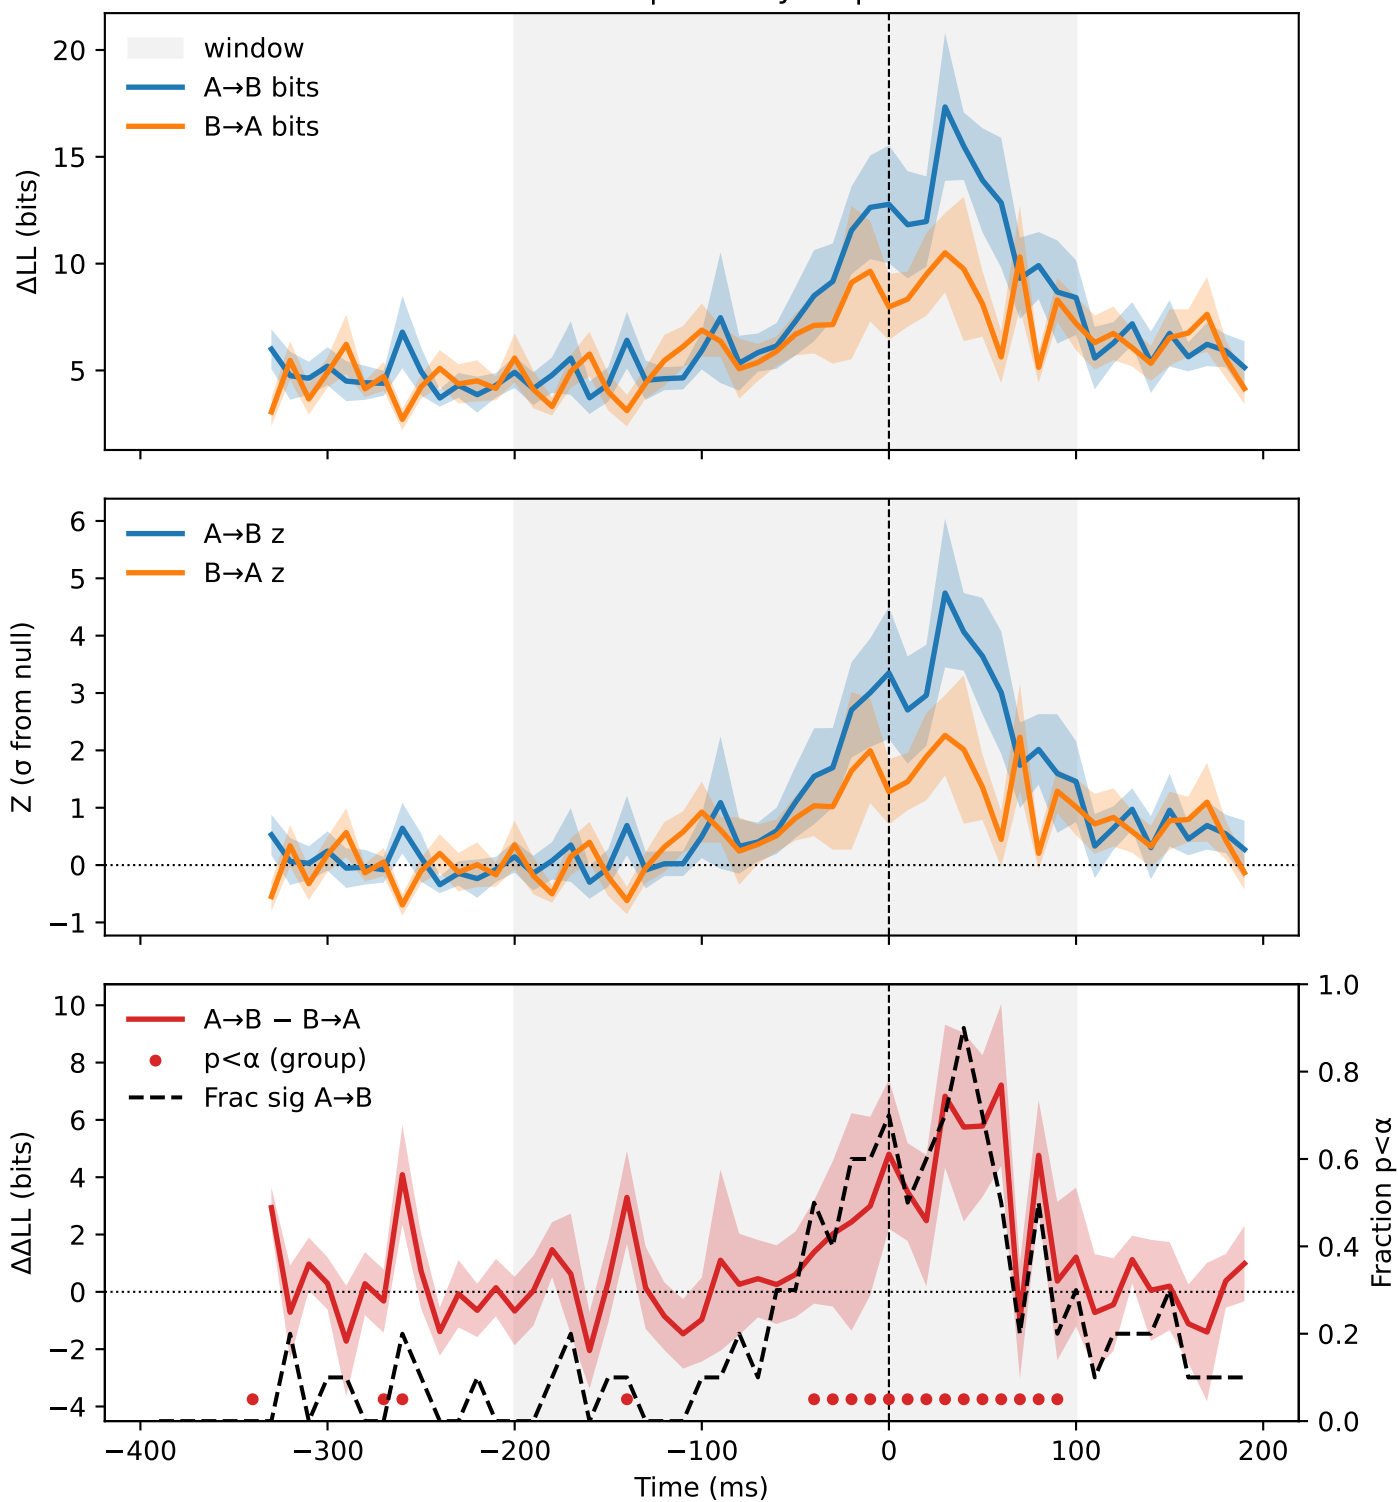 window
A→B bits
B→A bits
20
15
10
5
ΔLL (bits)
A→B z
B→A z
6
5
4
3
2
1
0
−1
Z (σ from null)
A→B − B→A
p<α (group)
Frac sig A→B
10
8
6
4
2
0
−2
−4
ΔΔLL (bits)
1.0
0.8
0.6
0.4
0.2
0.0
Fraction p<α
−400 −300 −200 −100 0 100 200
Time (ms)